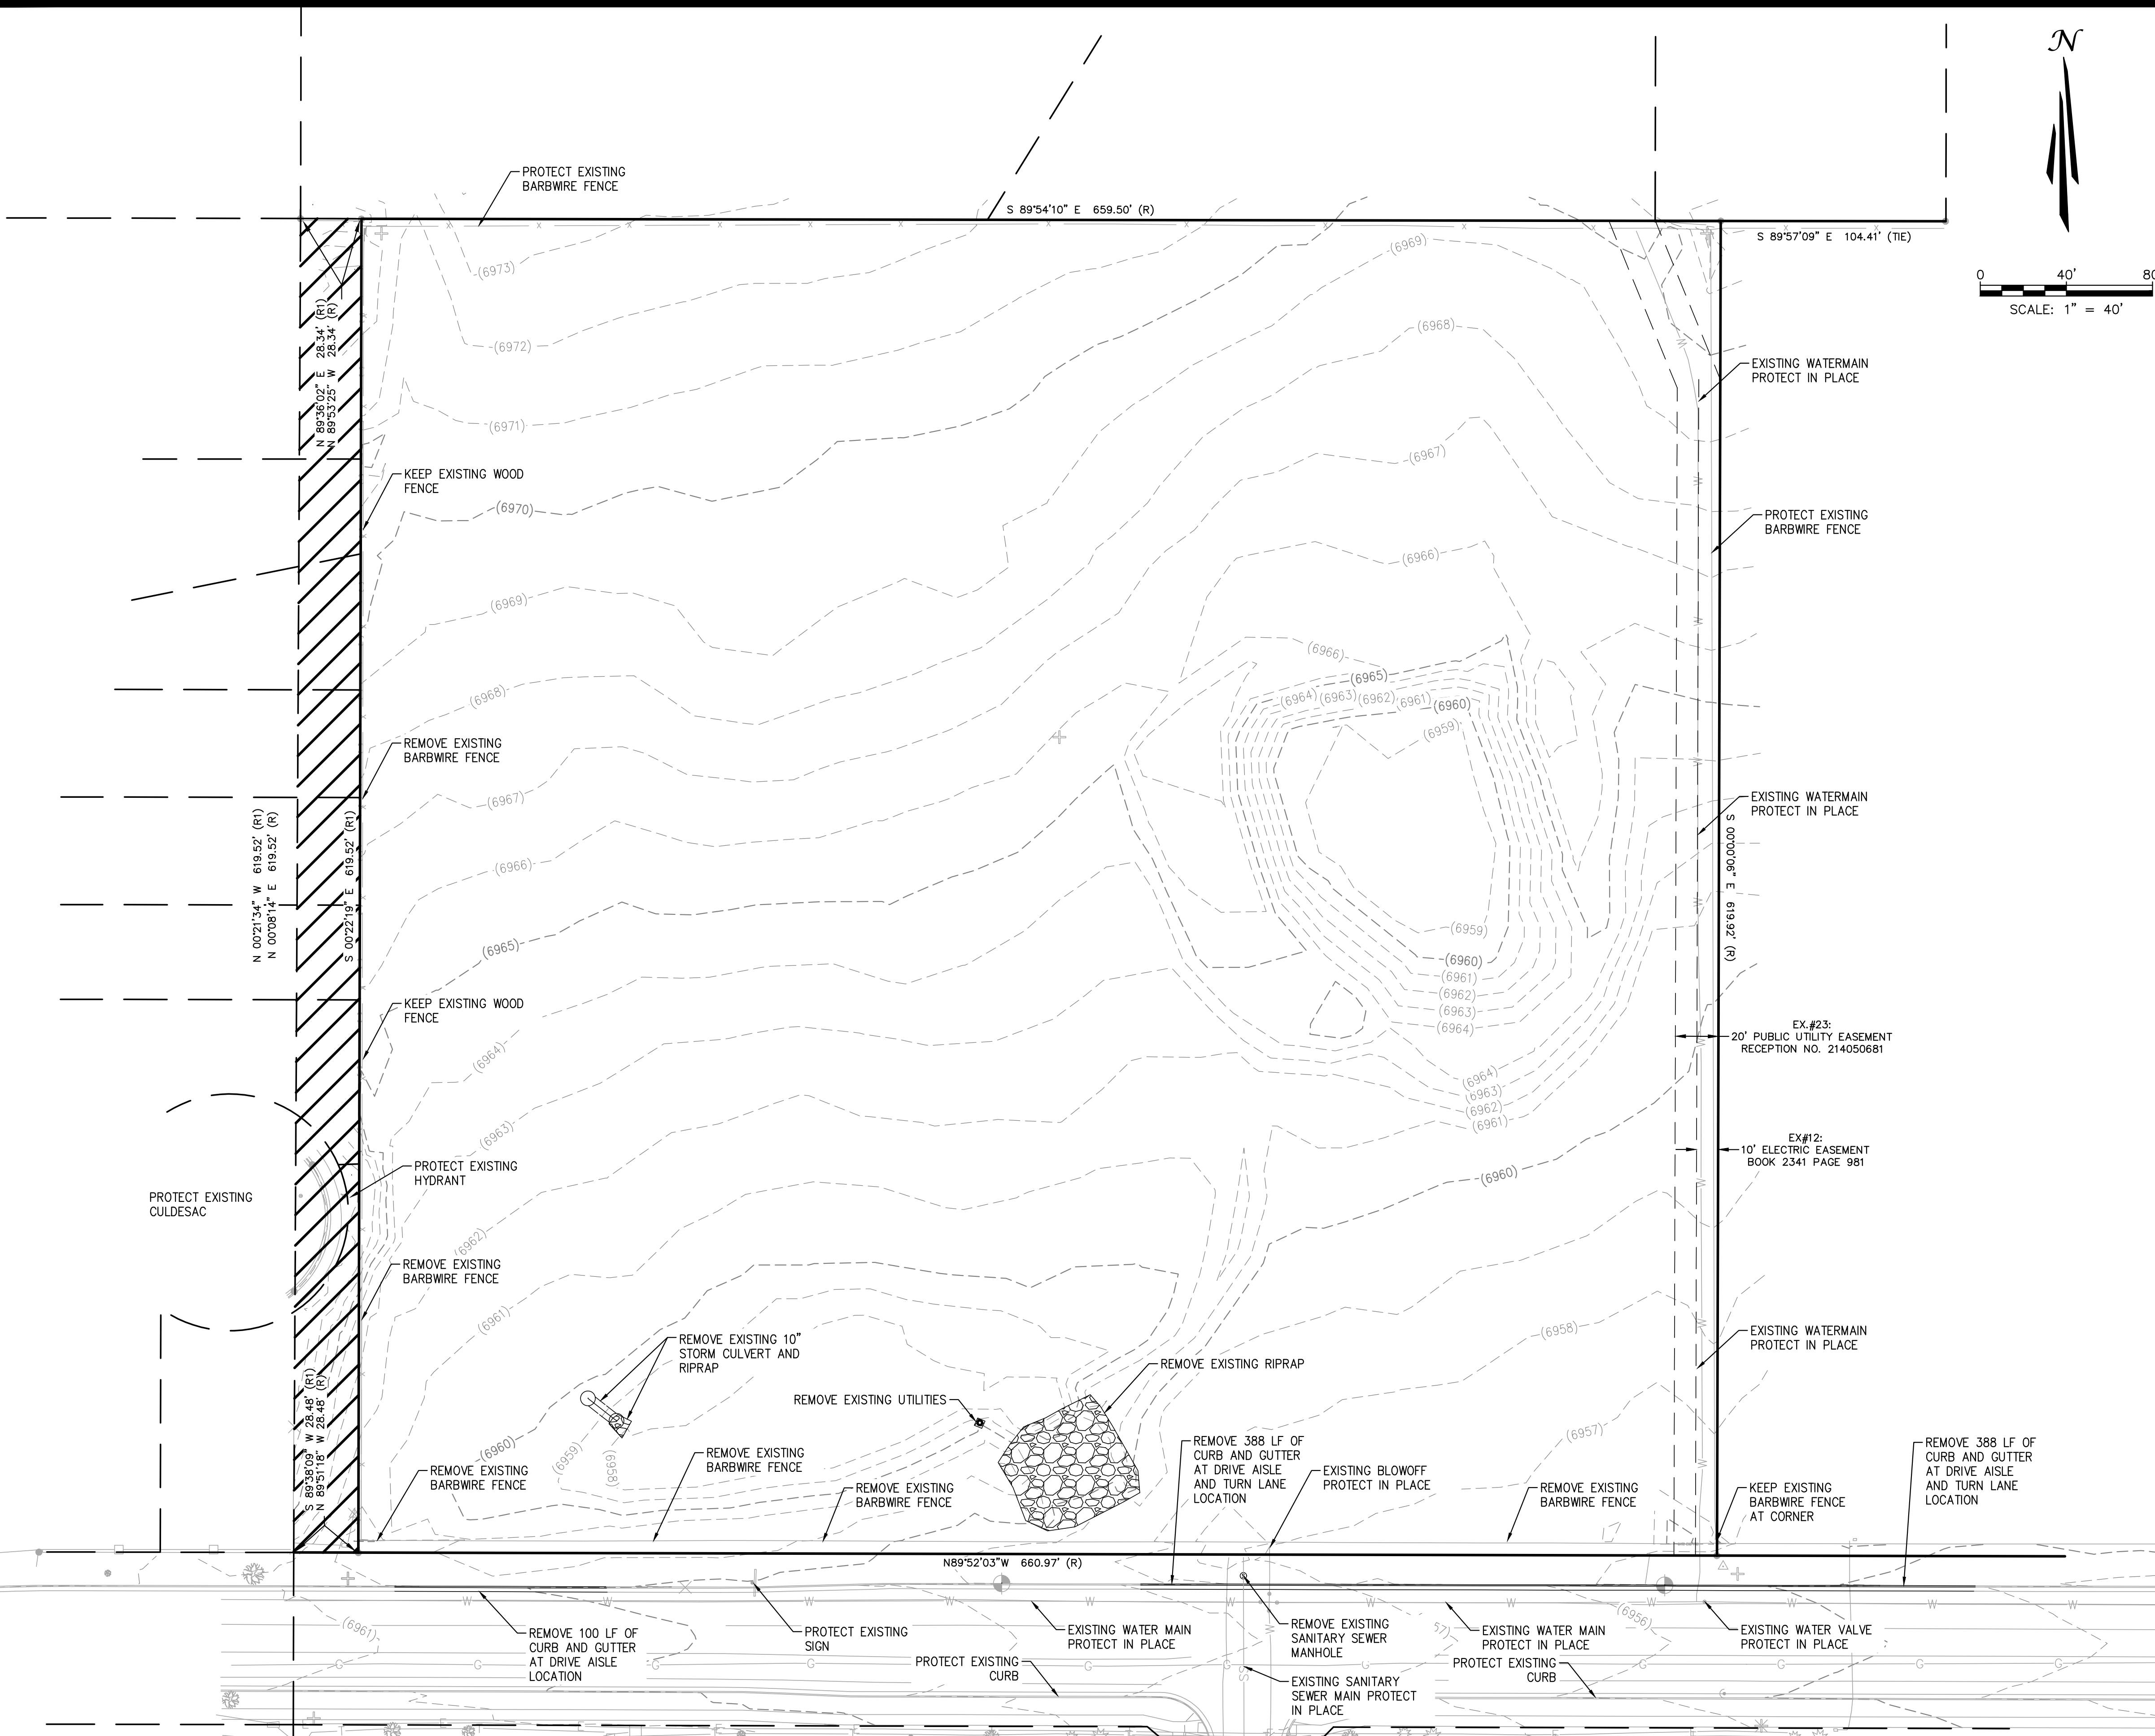 N
PROTECT EXISTING
BARBWIRE FENCE
S 89°54'10" E 659.50' (R)
S 89°57'09" E 104.41' (TIE)
0 40' 80
SCALE: 1" = 40'
(6973)
(6969)
N 89°36'02" E 28.34' (R1)
N 89°53'25" W 28.34' (R)
(6972)
(6968)
EXISTING WATERMAIN
PROTECT IN PLACE
W
(6971)
(6967)
KEEP EXISTING WOOD
FENCE
(6970)
PROTECT EXISTING
BARBWIRE FENCE
(6966)
(6969)
(6966)
(6965)
(6968)
(6964) (6963) (6962) (6961) (6960)
(6959)
REMOVE EXISTING
BARBWIRE FENCE
(6967)
EXISTING WATERMAIN
PROTECT IN PLACE
N 00°21'34" W 619.52' (R1)
N 00°08'14" E 619.52' (R)
S 00°22'19" E 619.52' (R1)
S 00°00'06" E 619.92' (R)
(6966)
(6965)
(6959)
(6960)
(6961)
(6962)
(6963)
(6964)
KEEP EXISTING WOOD
FENCE
EX.#23:
20' PUBLIC UTILITY EASEMENT
RECEPTION NO. 214050681
(6964)
(6964)
(6963)
(6962)
(6961)
(6963)
EX#12:
10' ELECTRIC EASEMENT
BOOK 2341 PAGE 981
PROTECT EXISTING
HYDRANT
(6960)
PROTECT EXISTING
CULDESAC
(6962)
REMOVE EXISTING
BARBWIRE FENCE
(6961)
(6958)
EXISTING WATERMAIN
PROTECT IN PLACE
REMOVE EXISTING 10"
STORM CULVERT AND
RIPRAP
REMOVE EXISTING RIPRAP
REMOVE EXISTING UTILITIES
S 89°38'09" W 28.48' (R1)
N 89°51'18" W 28.48' (R)
(6960)
(6959)
(6958)
(6957)
REMOVE EXISTING
BARBWIRE FENCE
REMOVE EXISTING
BARBWIRE FENCE
REMOVE EXISTING
BARBWIRE FENCE
REMOVE 388 LF OF
CURB AND GUTTER
AT DRIVE AISLE
AND TURN LANE
LOCATION
EXISTING BLOWOFF
PROTECT IN PLACE
REMOVE EXISTING
BARBWIRE FENCE
KEEP EXISTING
BARBWIRE FENCE
AT CORNER
REMOVE 388 LF OF
CURB AND GUTTER
AT DRIVE AISLE
AND TURN LANE
LOCATION
N89°52'03"W 660.97' (R)
W W W W W W W W W W W W
(6961)
(6956)
REMOVE 100 LF OF
CURB AND GUTTER
AT DRIVE AISLE
LOCATION
PROTECT EXISTING
SIGN
EXISTING WATER MAIN
PROTECT IN PLACE
REMOVE EXISTING
SANITARY SEWER
MANHOLE
EXISTING WATER MAIN
PROTECT IN PLACE
EXISTING WATER VALVE
PROTECT IN PLACE
G G G G G G G G G G G
PROTECT EXISTING
CURB
SS
EXISTING SANITARY
SEWER MAIN PROTECT
IN PLACE
PROTECT EXISTING
CURB